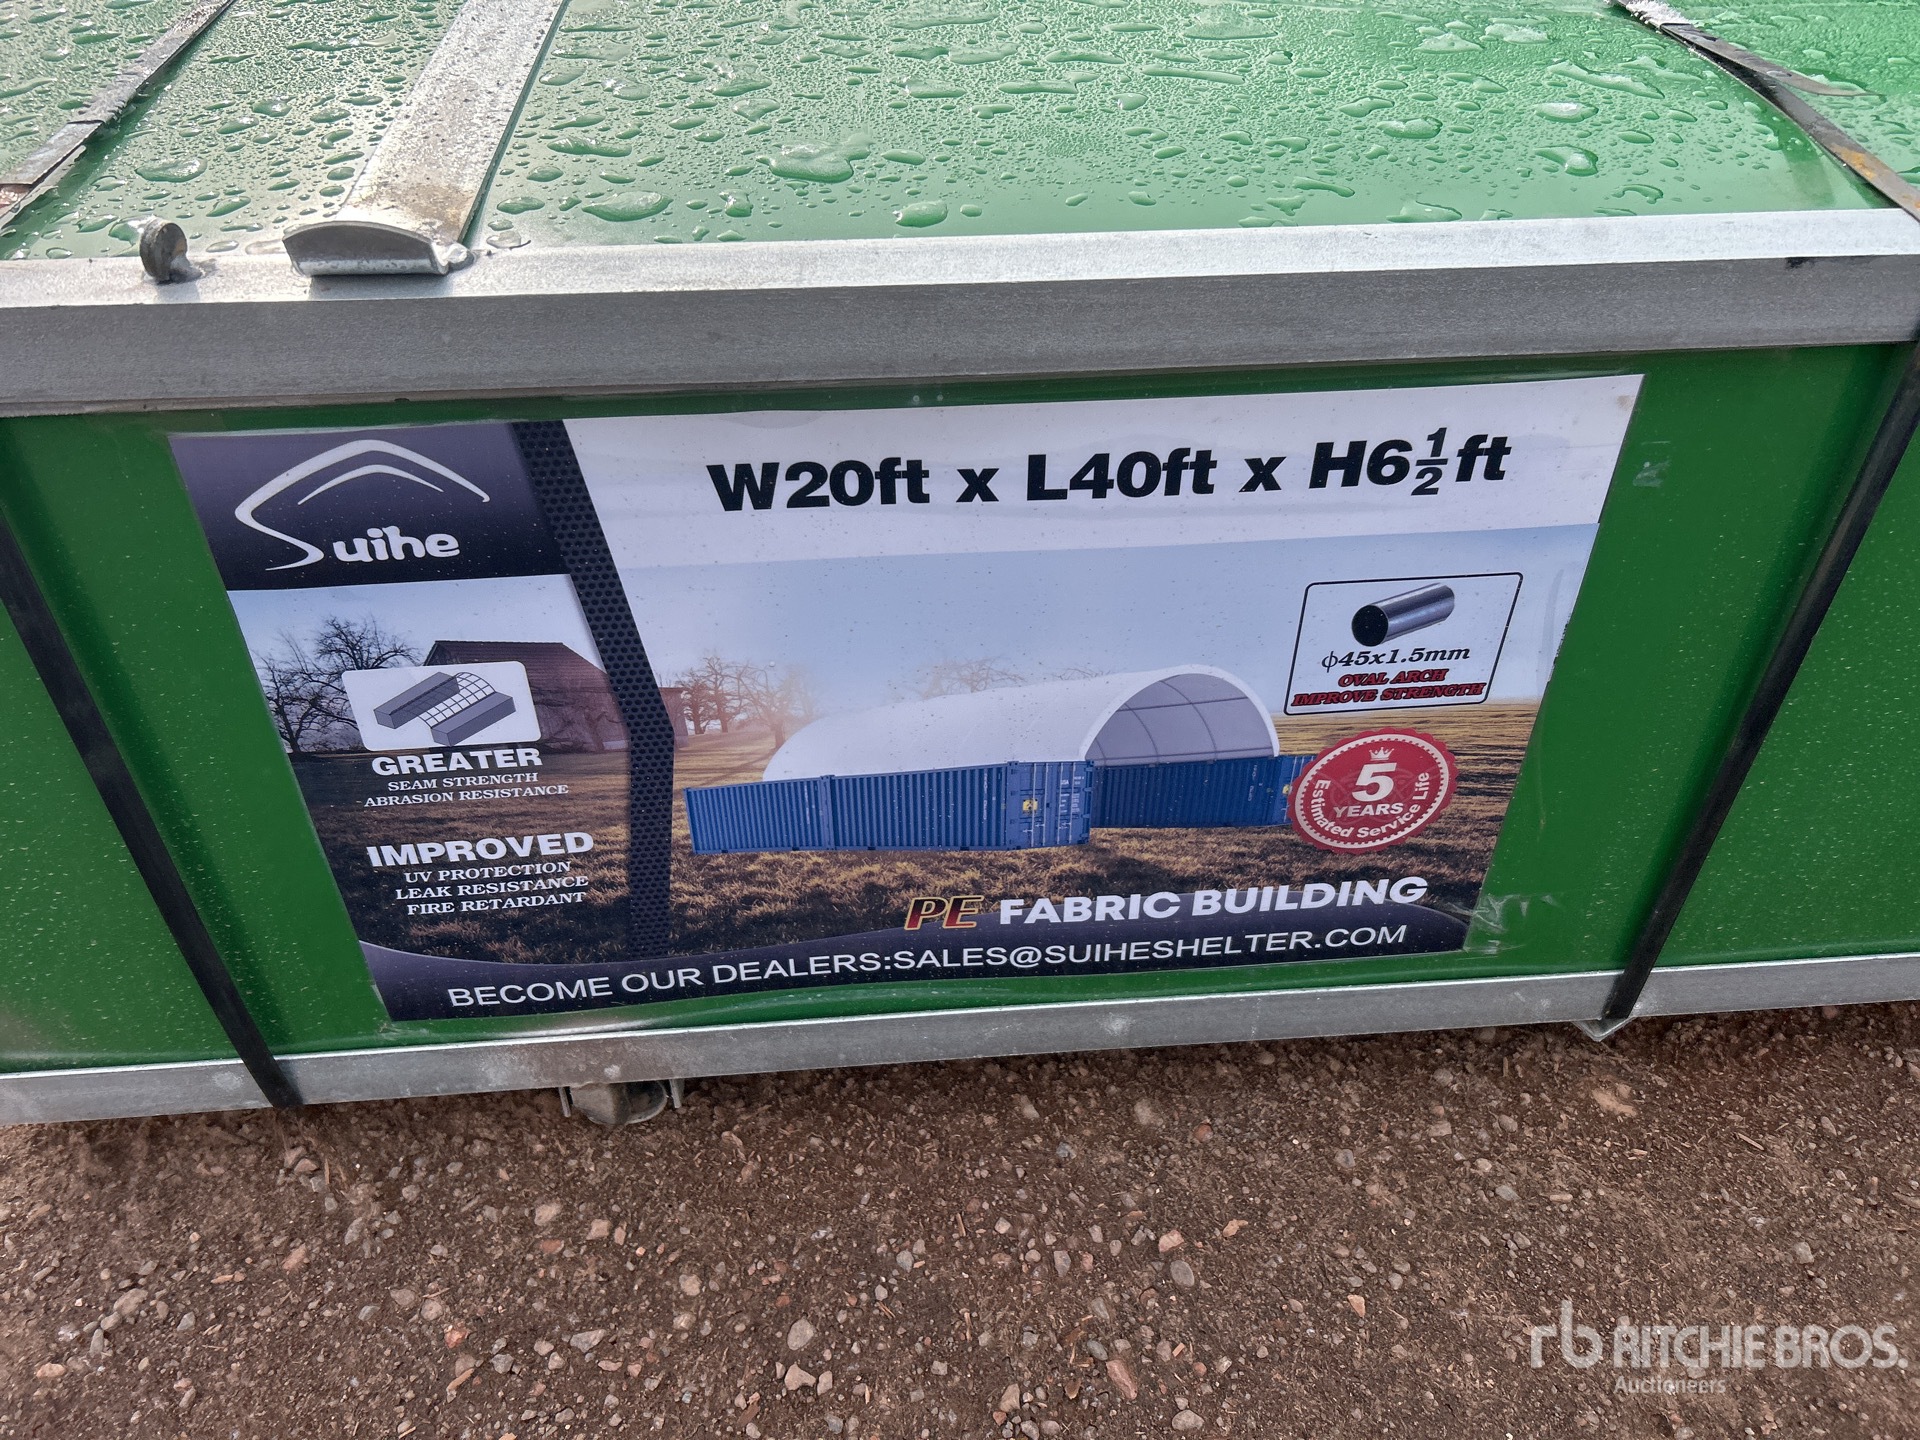 Suihe
W20ft x L40ft x H6½ft
ϕ45x1.5mm
OVAL ARCH
IMPROVE STRENGTH
GREATER
SEAM STRENGTH
ABRASION RESISTANCE
5
YEARS
Estimated Service Life
IMPROVED
UV PROTECTION
LEAK RESISTANCE
FIRE RETARDANT
PE FABRIC BUILDING
BECOME OUR DEALERS:SALES@SUIHESHELTER.COM
rb RITCHIE BROS.
Auctioneers